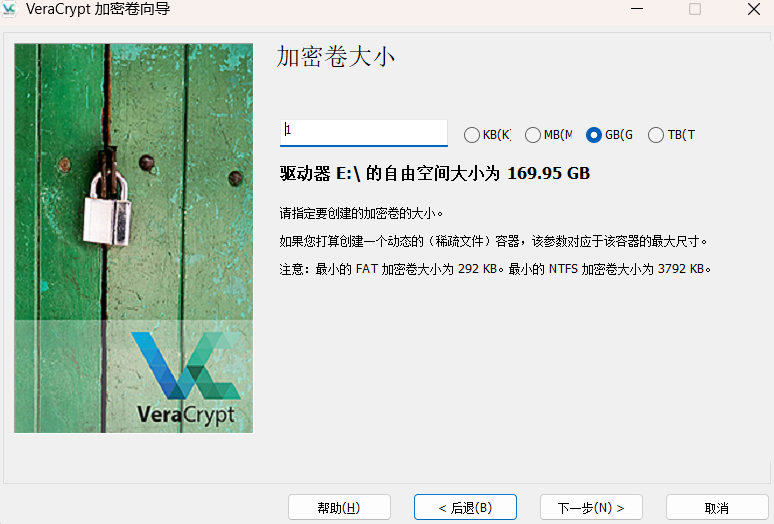 VeraCrypt 加密卷向导
加密卷大小
1
KB(K
MB(M
GB(G
TB(T
驱动器 E:\ 的自由空间大小为 169.95 GB
请指定要创建的加密卷的大小。
如果您打算创建一个动态的（稀疏文件）容器，该参数对应于该容器的最大尺寸。
注意：最小的 FAT 加密卷大小为 292 KB。最小的 NTFS 加密卷大小为 3792 KB。
VeraCrypt
帮助(H)
< 后退(B)
下一步(N) >
取消